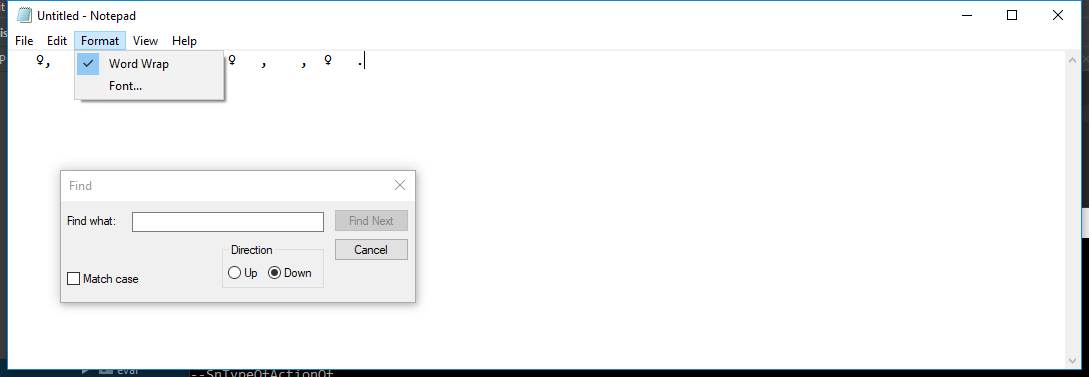 Untitled - Notepad
File Edit Format View Help
♀, ♀ , , ♀ .
Word Wrap
Font...
Find
Find what:
Find Next
Cancel
Direction
Up Down
Match case
eval
--SpTypeOfActionOf